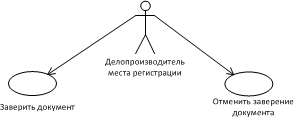 Делопроизводитель
места регистрации
Заверить документ
Отменить заверение
документа